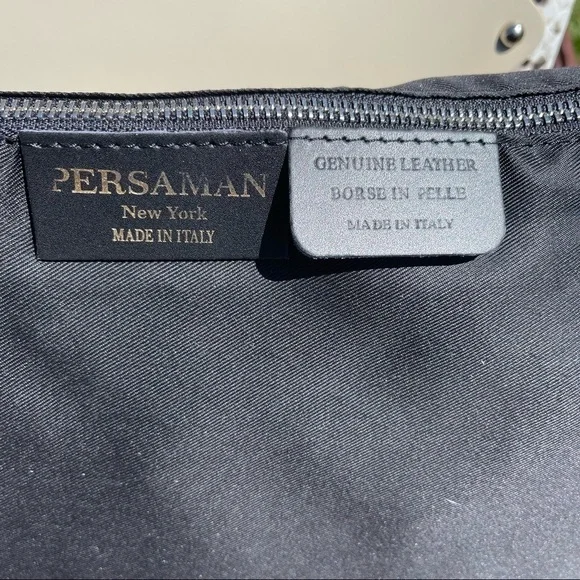 PERSAMAN
New York
MADE IN ITALY
GENUINE LEATHER
BORSE IN PELLE
MADE IN ITALY